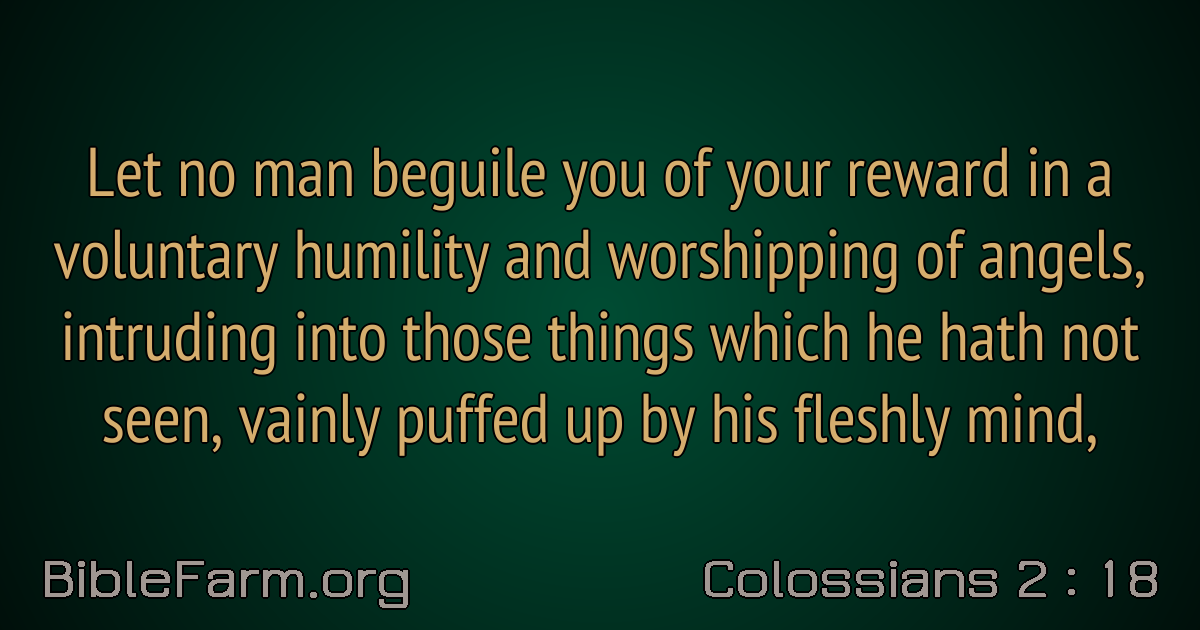 Let no man beguile you of your reward in a
voluntary humility and worshipping of angels,
intruding into those things which he hath not
seen, vainly puffed up by his fleshly mind,
BibleFarm.org
Colossians 2 : 18